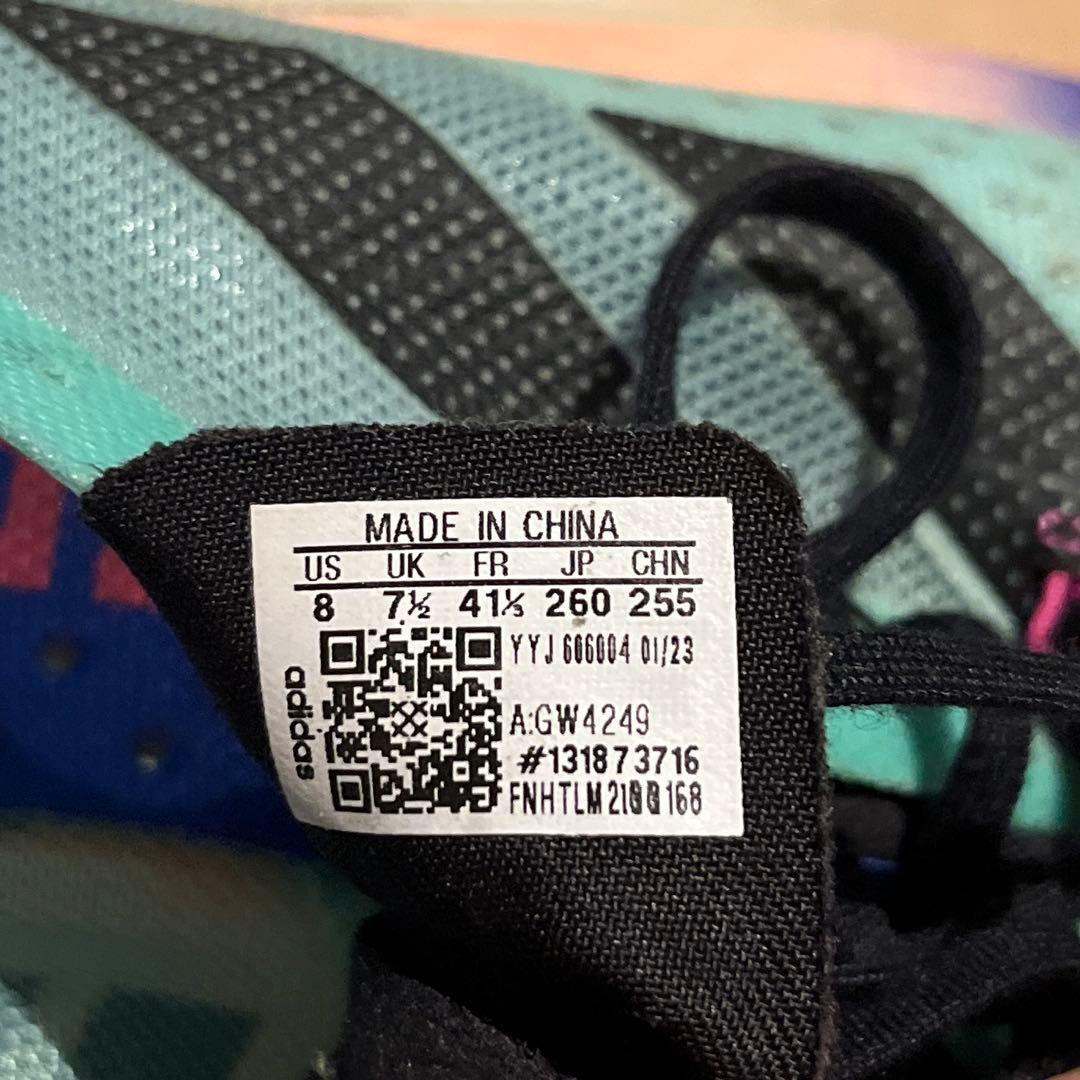 MADE IN CHINA
US UK FR JP CHN
8 7½ 41⅓ 260 255
YYJ 606004 01/23
adidas
A:GW4249
#131873716